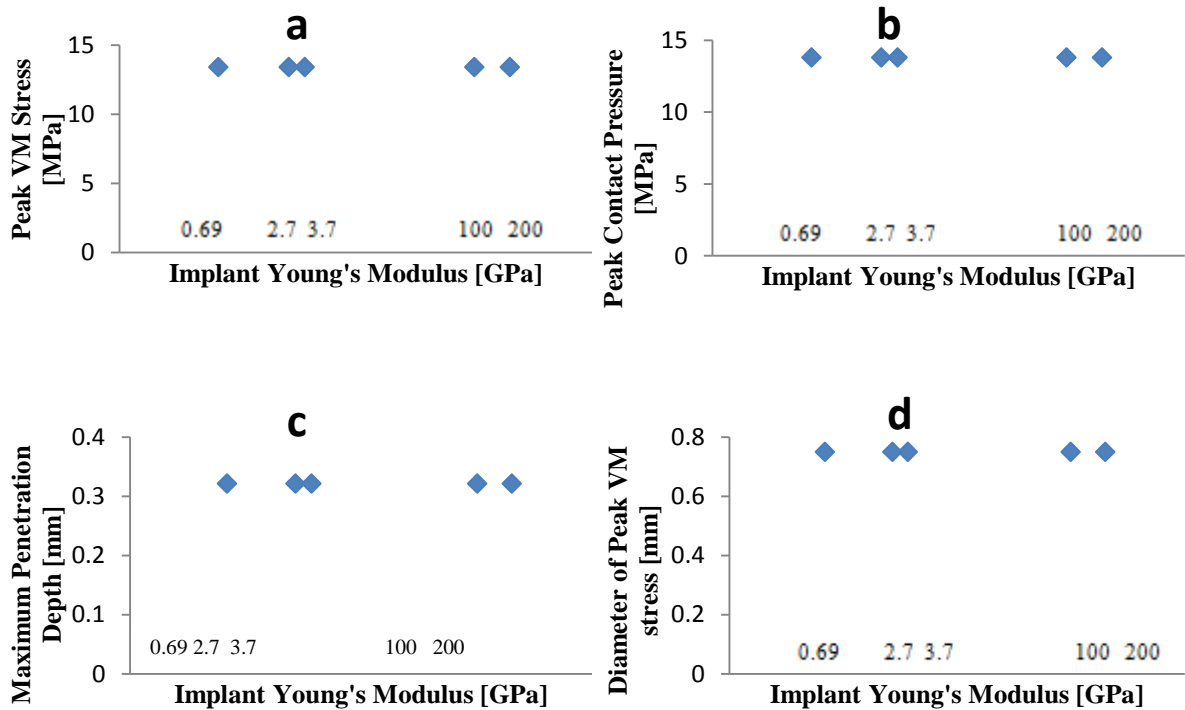 a
Peak VM Stress
[MPa]
15
10
5
0
0.69 2.7 3.7 100 200
Implant Young's Modulus [GPa]
b
Peak Contact Pressure
[MPa]
15
10
5
0
0.69 2.7 3.7 100 200
Implant Young's Modulus [GPa]
c
Maximum Penetration
Depth [mm]
0.4
0.3
0.2
0.1
0
0.69 2.7 3.7 100 200
Implant Young's Modulus [GPa]
d
Diameter of Peak VM
stress [mm]
0.8
0.6
0.4
0.2
0
0.69 2.7 3.7 100 200
Implant Young's Modulus [GPa]